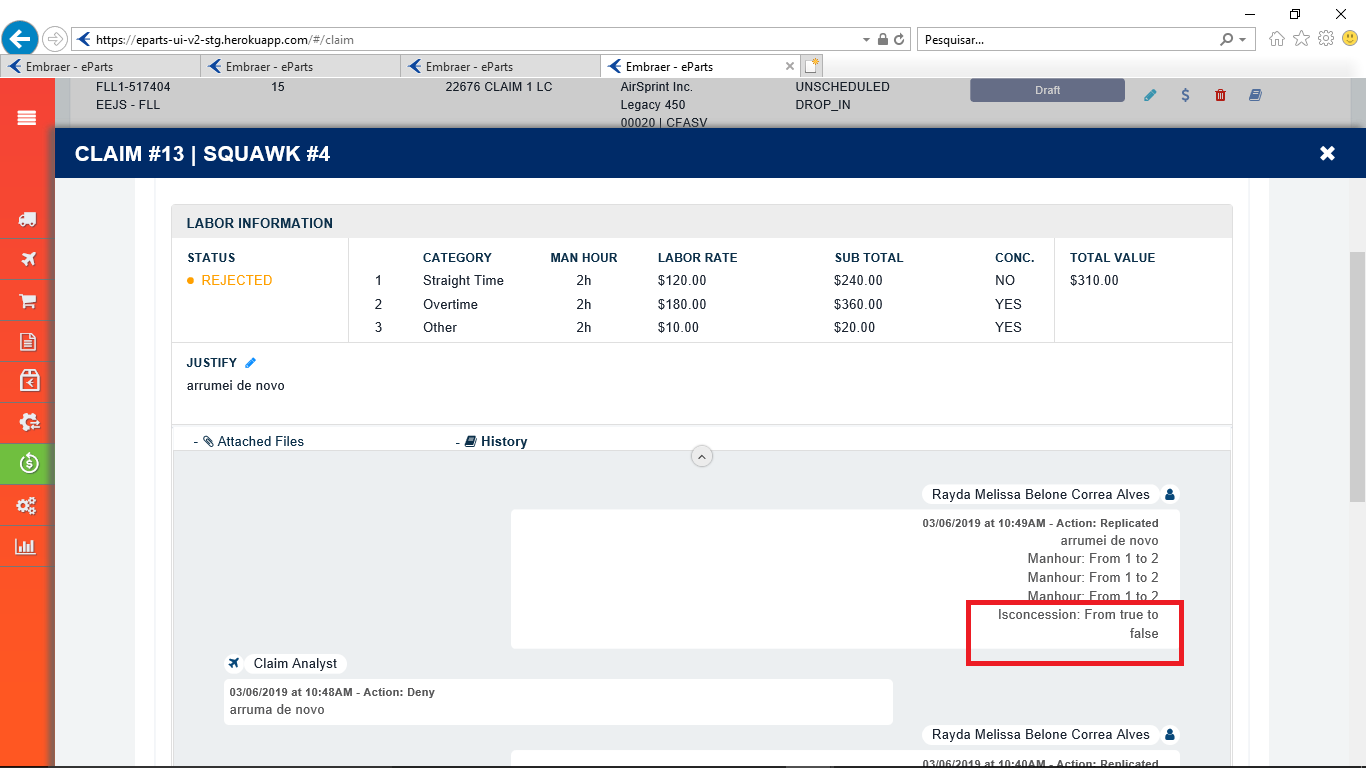 https://eparts-ui-v2-stg.herokuapp.com/#/claim
Pesquisar...
Embraer - eParts
Embraer - eParts
Embraer - eParts
Embraer - eParts
FLL1-517404
EEJS - FLL
15
22676 CLAIM 1 LC
AirSprint Inc.
Legacy 450
00020 | CFASV
UNSCHEDULED
DROP_IN
Draft
CLAIM #13 | SQUAWK #4
LABOR INFORMATION
STATUS CATEGORY MAN HOUR LABOR RATE SUB TOTAL CONC. TOTAL VALUE
REJECTED 1 Straight Time 2h $120.00 $240.00 NO $310.00
2 Overtime 2h $180.00 $360.00 YES
3 Other 2h $10.00 $20.00 YES
JUSTIFY
arrumei de novo
- Attached Files - History
Rayda Melissa Belone Correa Alves
03/06/2019 at 10:49AM - Action: Replicated
arrumei de novo
Manhour: From 1 to 2
Manhour: From 1 to 2
Manhour: From 1 to 2
Isconcession: From true to
false
Claim Analyst
03/06/2019 at 10:48AM - Action: Deny
arruma de novo
Rayda Melissa Belone Correa Alves
03/06/2019 at 10:40AM - Action: Replicated